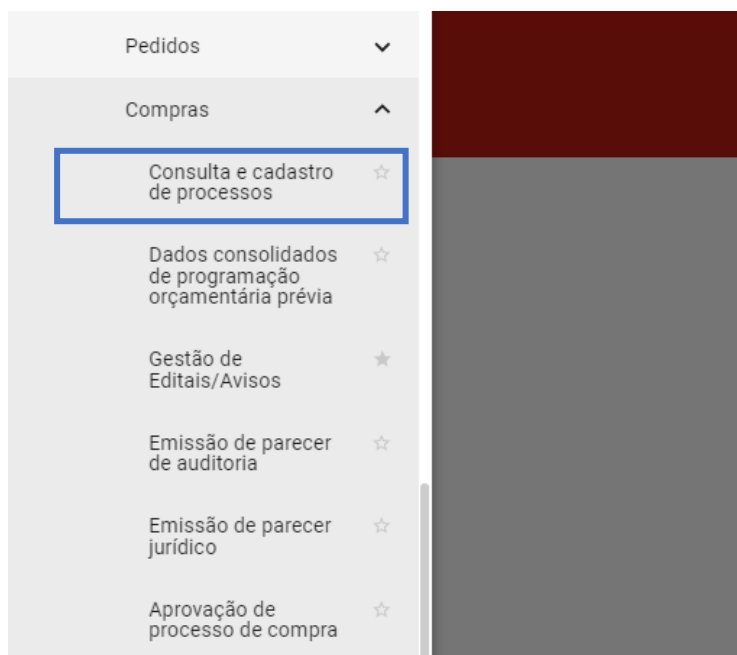 Pedidos
Compras
Consulta e cadastro
de processos
Dados consolidados
de programação
orçamentária prévia
Gestão de
Editais/Avisos
Emissão de parecer
de auditoria
Emissão de parecer
jurídico
Aprovação de
processo de compra